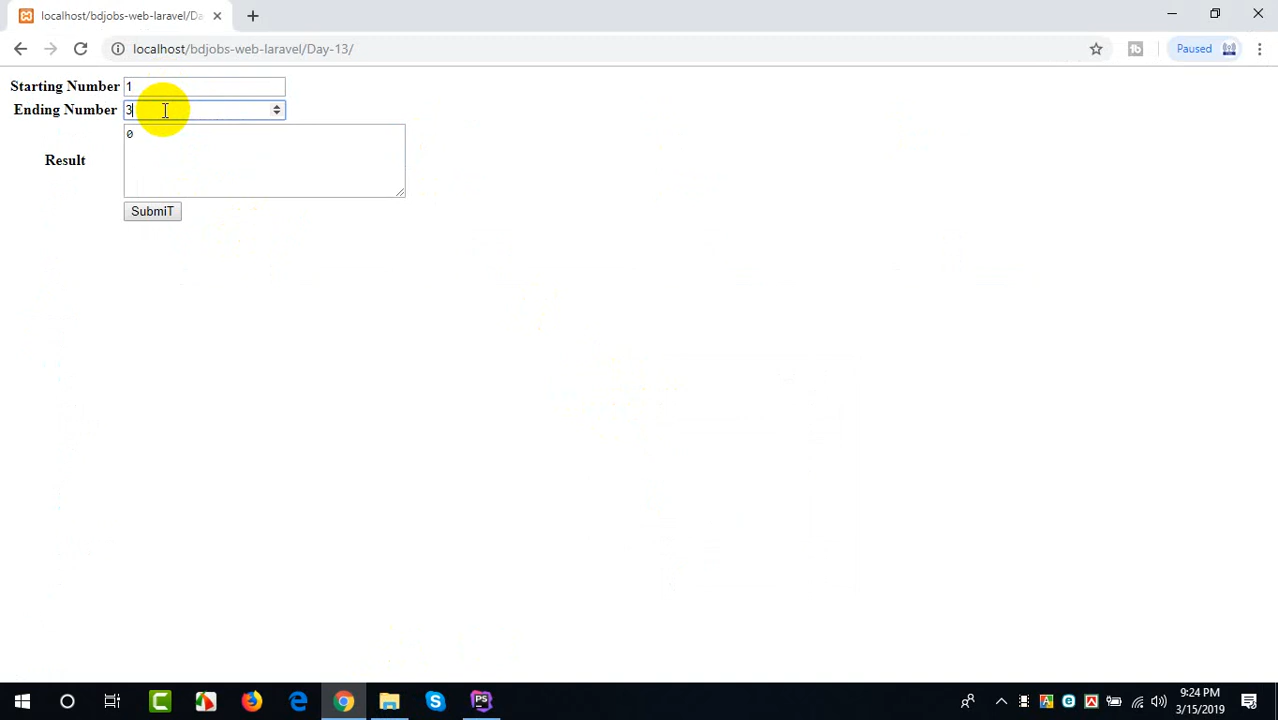 localhost/bdjobs-web-laravel/Da
localhost/bdjobs-web-laravel/Day-13/
Paused
Starting Number 1
Ending Number 3
Result 0
SubmiT
9:24 PM
3/15/2019